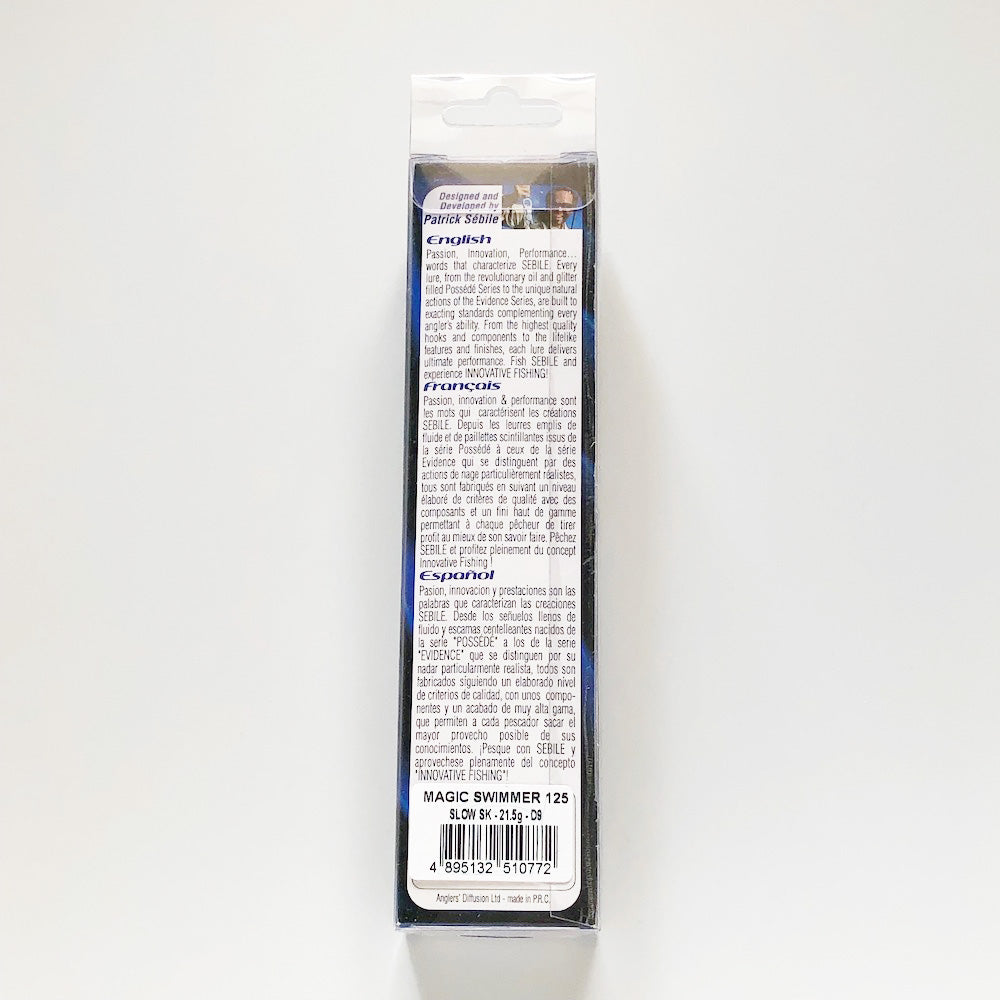 Designed and
Developed by
Patrick Sébile
English
Passion, Innovation, Performance...
words that characterize SEBILE. Every
lure, from the revolutionary oil and glitter
filled Possédé Series to the unique natural
actions of the Evidence Series, are built to
exacting standards complementing every
angler's ability. From the highest quality
hooks and components to the lifelike
features and finishes, each lure delivers
ultimate performance. Fish SEBILE and
experience INNOVATIVE FISHING!
Français
Passion, innovation & performance sont
les mots qui caractérisent les créations
SEBILE. Depuis les leurres emplis de
fluide et de paillettes scintillantes issus de
la série Possédé à ceux de la série
Evidence qui se distinguent par des
actions de nage particulièrement réalistes,
tous sont fabriqués en suivant un niveau
élaboré de critères de qualité avec des
composants et un fini haut de gamme
permettant à chaque pêcheur de tirer
profit au mieux de son savoir faire. Pêchez
SEBILE et profitez pleinement du concept
Innovative Fishing !
Español
Pasion, innovacion y prestaciones son las
palabras que caracterizan las creaciones
SEBILE. Desde los señuelos llenos de
fluido y escamas centelleantes nacidos de
la serie "POSSEDE" a los de la serie
"EVIDENCE" que se distinguen por su
nadar particularmente realista, todos son
fabricados siguiendo un elaborado nivel
de criterios de calidad, con unos compo-
nentes y un acabado de muy alta gama,
que permiten a cada pescador sacar el
mayor provecho posible de sus
conocimientos. ¡Pesque con SEBILE y
aprovechese plenamente del concepto
"INNOVATIVE FISHING"!
MAGIC SWIMMER 125
SLOW SK - 21.5g - D9
4 895132 510772
Anglers' Diffusion Ltd - made in P.R.C.